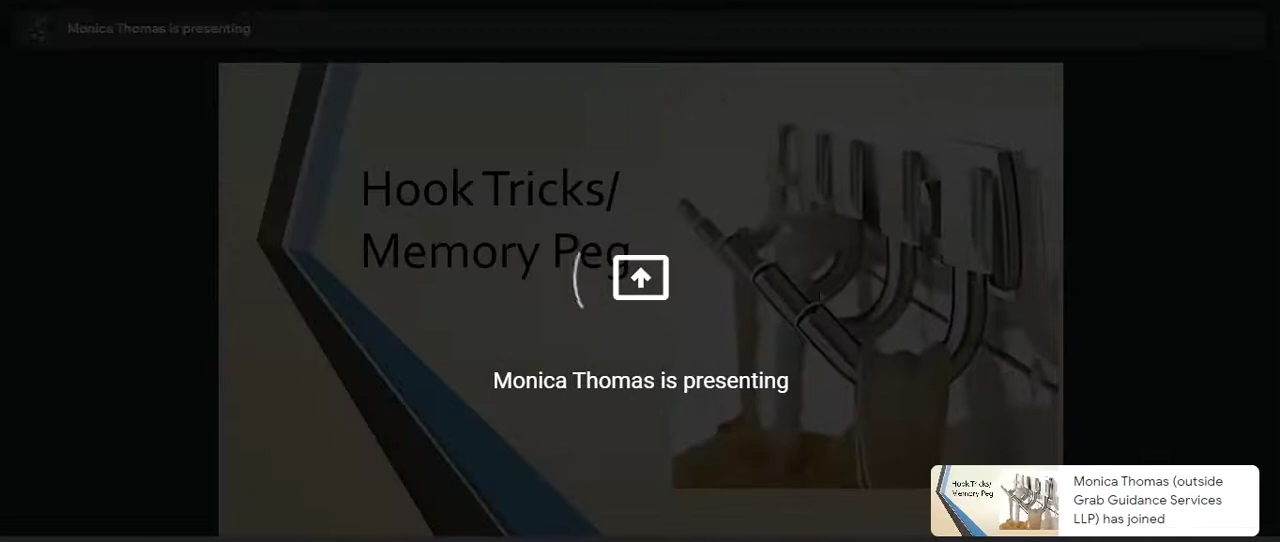 Monica Thomas is presenting
Hook Tricks/
Memory Peg
Monica Thomas is presenting
Hook Tricks/
Memory Peg
Monica Thomas (outside
Grab Guidance Services
LLP) has joined